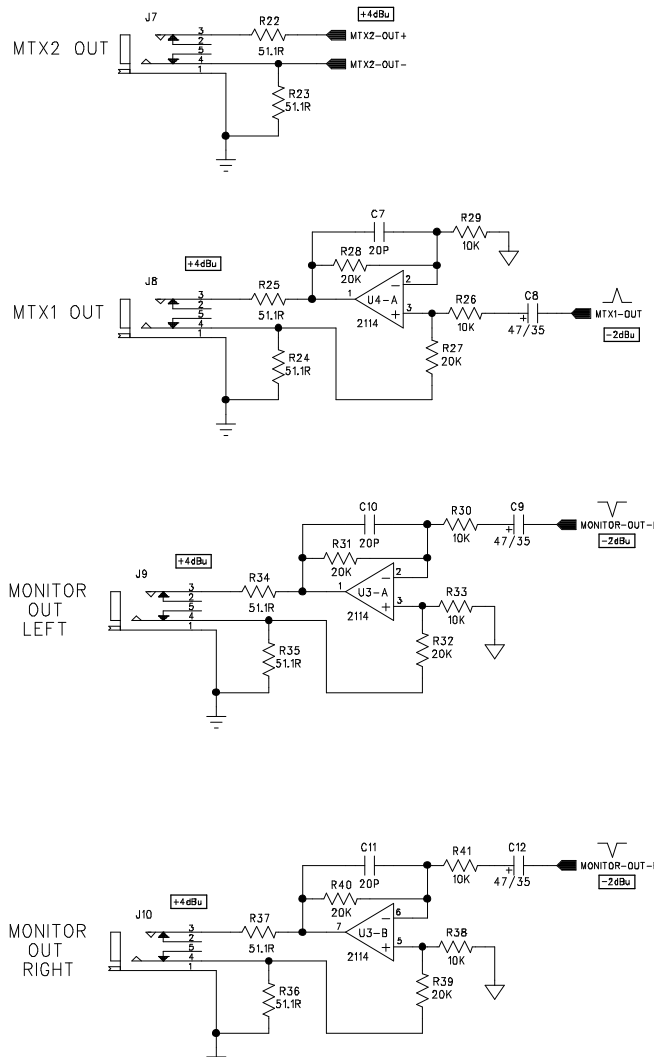 J7
MTX2 OUT
3
2
5
4
1
R22
51.1R
+4dBu
MTX2-OUT+
MTX2-OUT-
R23
51.1R
J8
MTX1 OUT
+4dBu
3
2
5
4
1
R25
51.1R
R24
51.1R
C7
20P
R28
20K
R29
10K
1
2
3
U4-A
2114
R26
10K
R27
20K
C8
+
47/35
MTX1-OUT
-2dBu
J9
MONITOR
OUT
LEFT
+4dBu
3
2
5
4
1
R34
51.1R
R35
51.1R
C10
20P
R31
20K
R30
10K
C9
+
47/35
MONITOR-OUT-
-2dBu
1
2
3
U3-A
2114
R33
10K
R32
20K
J10
MONITOR
OUT
RIGHT
+4dBu
3
2
5
4
1
R37
51.1R
R36
51.1R
C11
20P
R40
20K
R41
10K
C12
+
47/35
MONITOR-OUT-
-2dBu
7
6
5
U3-B
2114
R38
10K
R39
20K